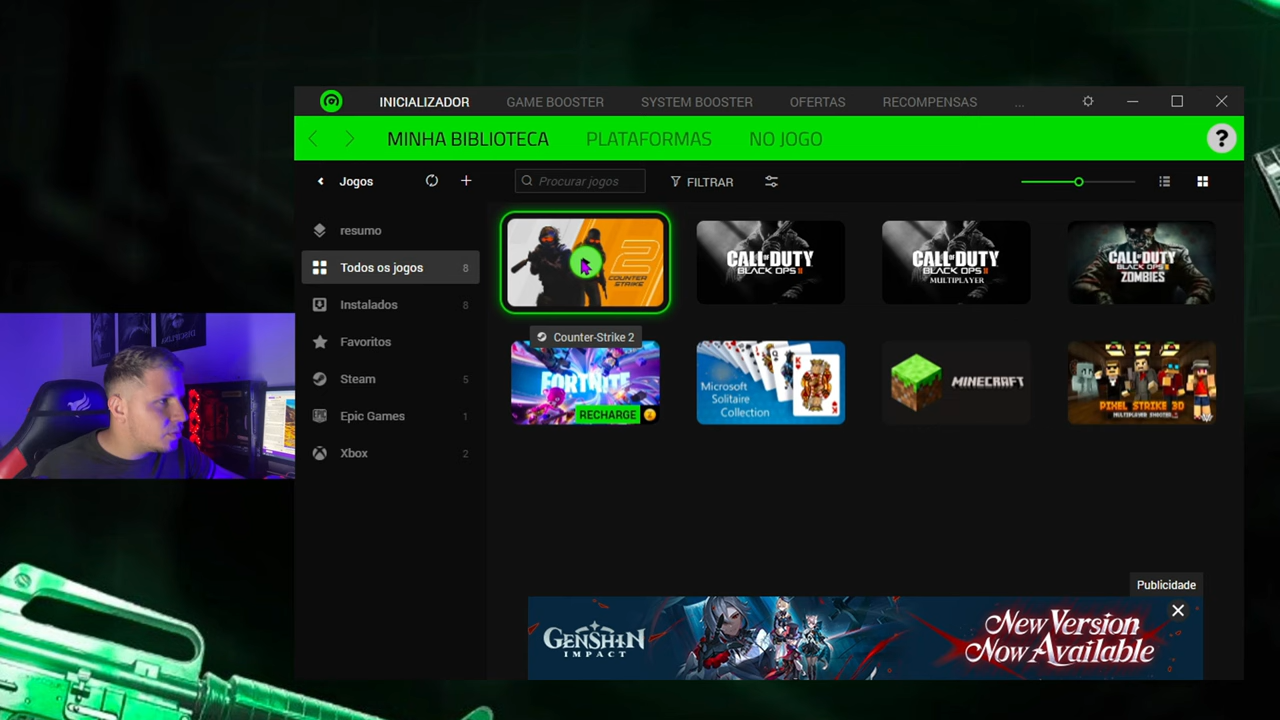 INICIALIZADOR
GAME BOOSTER
SYSTEM BOOSTER
OFERTAS
RECOMPENSAS
...
MINHA BIBLIOTECA
PLATAFORMAS
NO JOGO
?
Jogos
Procurar jogos
FILTRAR
resumo
Todos os jogos 8
Instalados 8
Favoritos
Steam 5
Epic Games 1
Xbox 2
2
COUNTER
STRIKE
CALL OF DUTY
BLACK OPS II
CALL OF DUTY
BLACK OPS II
MULTIPLAYER
CALL OF DUTY
BLACK OPS II
ZOMBIES
Counter-Strike 2
FORTNITE
RECHARGE
Microsoft
Solitaire
Collection
MINECRAFT
PIXEL STRIKE 3D
MULTIPLAYER SHOOTER
Publicidade
GENSHIN
IMPACT
New Version
Now Available